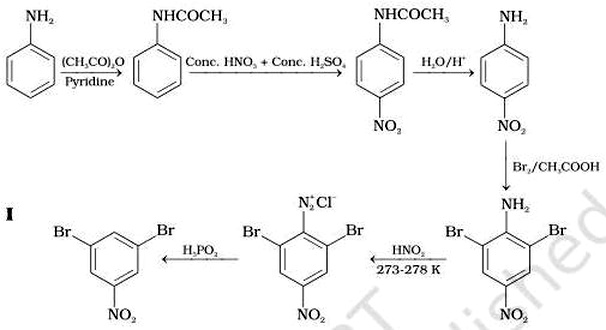 NH₂
NHCOCH₃
NHCOCH₃
NH₂
(CH₃CO)₂O
Pyridine
Conc. HNO₃ + Conc. H₂SO₄
H₂O/H⁺
NO₂
NO₂
Br₂/CH₃COOH
I
Br
Br
H₃PO₂
NO₂
N₂⁺Cl⁻
Br
Br
HNO₂
273-278 K
NO₂
NH₂
Br
Br
NO₂